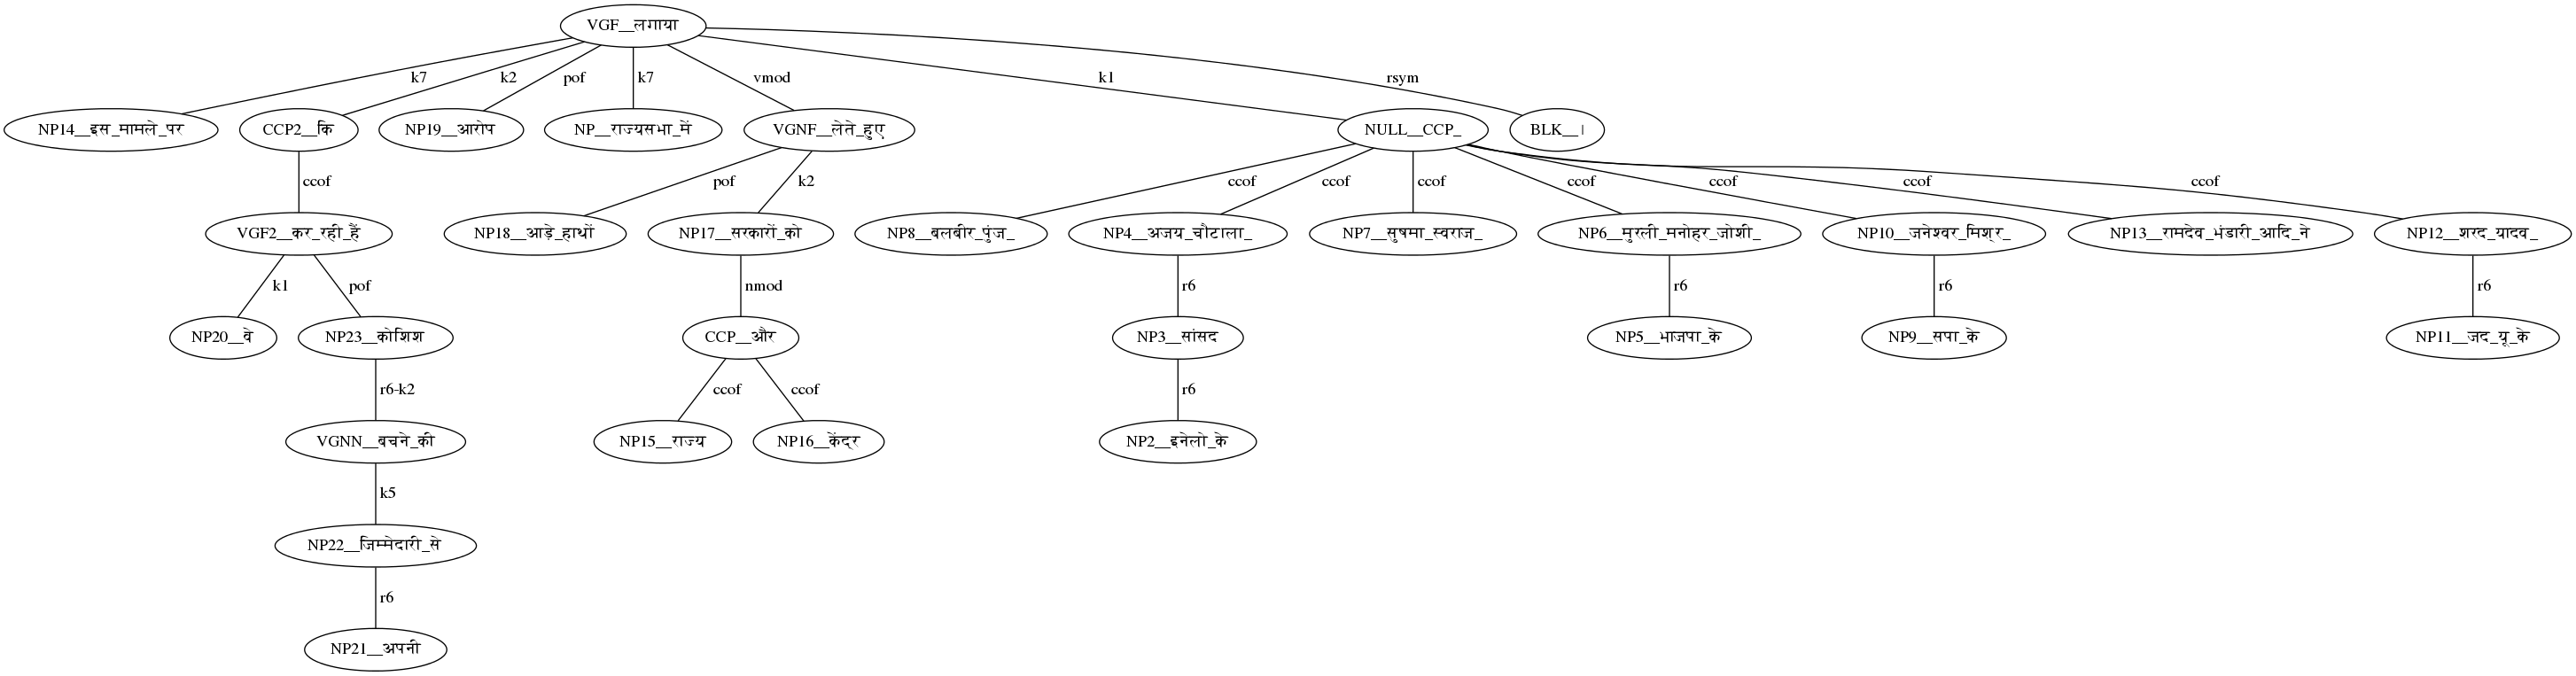 VGF__लगाया
k7 k2 pof k7 vmod k1 rsym
NP14__इस_मामले_पर CCP2__कि NP19__आरोप NP__राज्यसभा_में VGNF__लेते_हुए NULL__CCP_ BLK__।
ccof pof k2 ccof ccof ccof ccof ccof ccof ccof
VGF2__कर_रही_हैं NP18__आड़े_हाथों NP17__सरकारों_को NP8__बलबीर_पुंज_ NP4__अजय_चौटाला_ NP7__सुषमा_स्वराज_ NP6__मुरली_मनोहर_जोशी_ NP10__जनेश्वर_मिश्र_ NP13__रामदेव_भंडारी_आदि_ने NP12__शरद_यादव_
k1 pof nmod r6 r6 r6 r6
NP20__वे NP23__कोशिश CCP__और NP3__सांसद NP5__भाजपा_के NP9__सपा_के NP11__जद_यू_के
r6-k2 ccof ccof r6
VGNN__बचने_की NP15__राज्य NP16__केंद्र NP2__इनेलो_के
k5
NP22__जिम्मेदारी_से
r6
NP21__अपनी